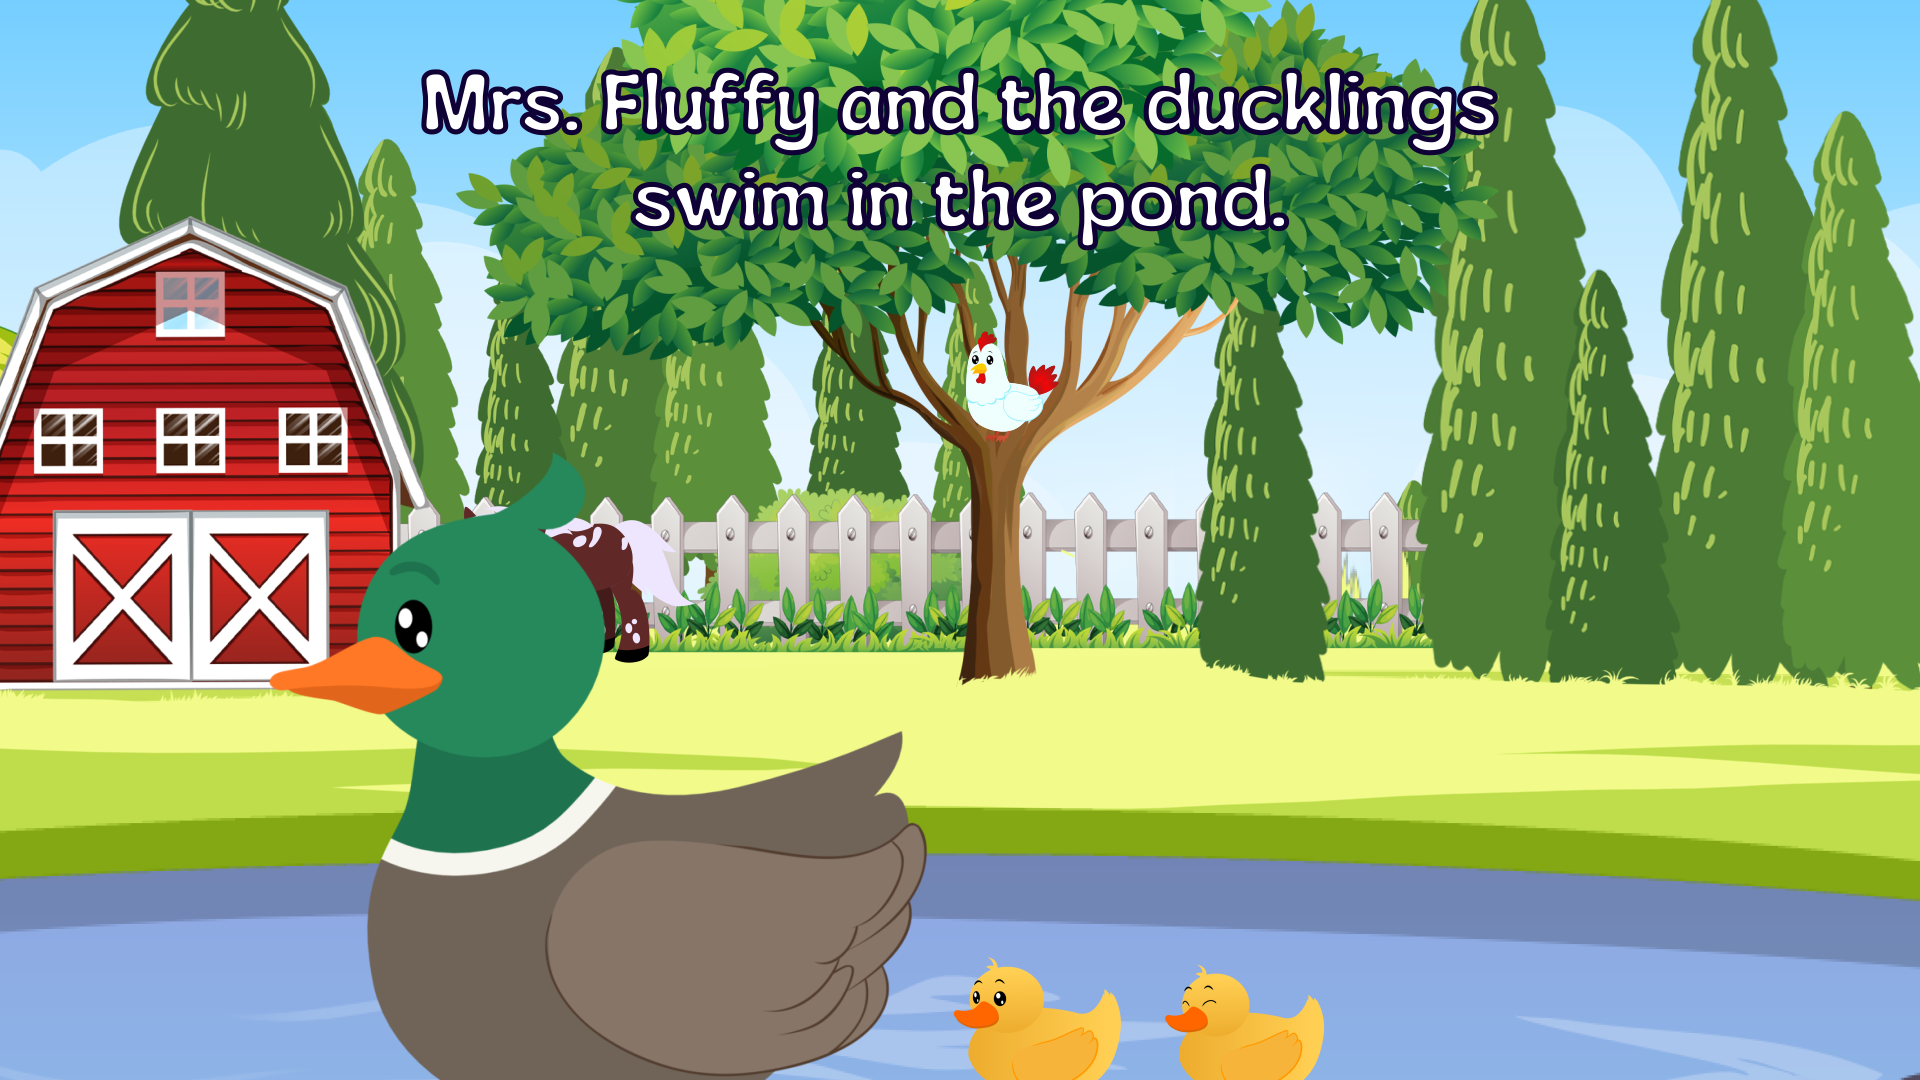 Mrs. Fluffy and the ducklings
swim in the pond.